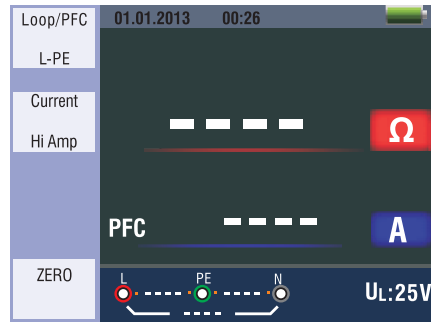 Loop/PFC
L-PE
Current
Hi Amp
ZERO
01.01.2013 00:26
---- Ω
PFC ---- A
L PE N
UL:25V